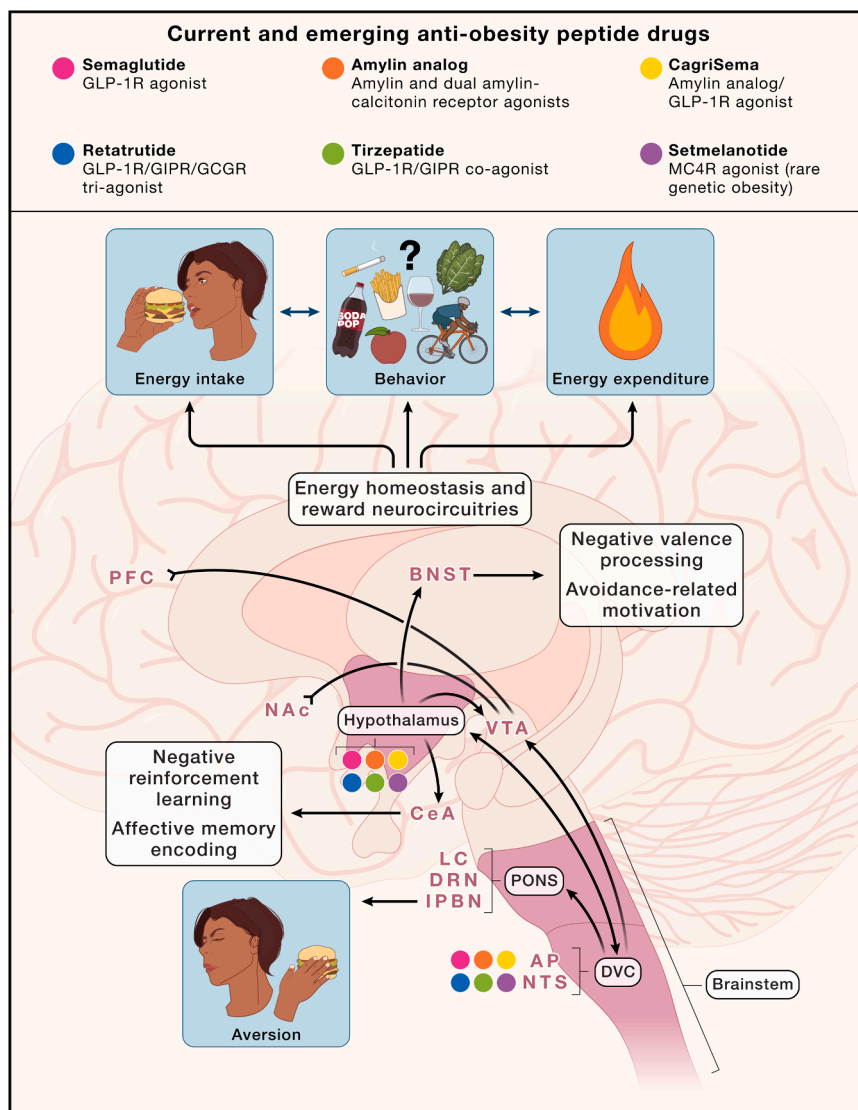 Current and emerging anti-obesity peptide drugs
Semaglutide
GLP-1R agonist
Amylin analog
Amylin and dual amylin-
calcitonin receptor agonists
CagriSema
Amylin analog/
GLP-1R agonist
Retatrutide
GLP-1R/GIPR/GCGR
tri-agonist
Tirzepatide
GLP-1R/GIPR co-agonist
Setmelanotide
MC4R agonist (rare
genetic obesity)
?
SODA
POP
Energy intake
Behavior
Energy expenditure
Energy homeostasis and
reward neurocircuitries
Negative valence
processing
Avoidance-related
motivation
PFC
BNST
NAc
Hypothalamus
VTA
Negative
reinforcement
learning
Affective memory
encoding
CeA
LC
DRN
lPBN
PONS
AP
NTS
DVC
Brainstem
Aversion